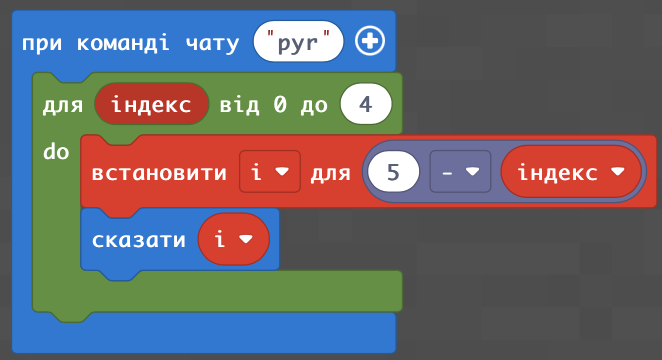 при команді чату "pyr"
для індекс від 0 до 4
do
встановити i для 5 - індекс
сказати i